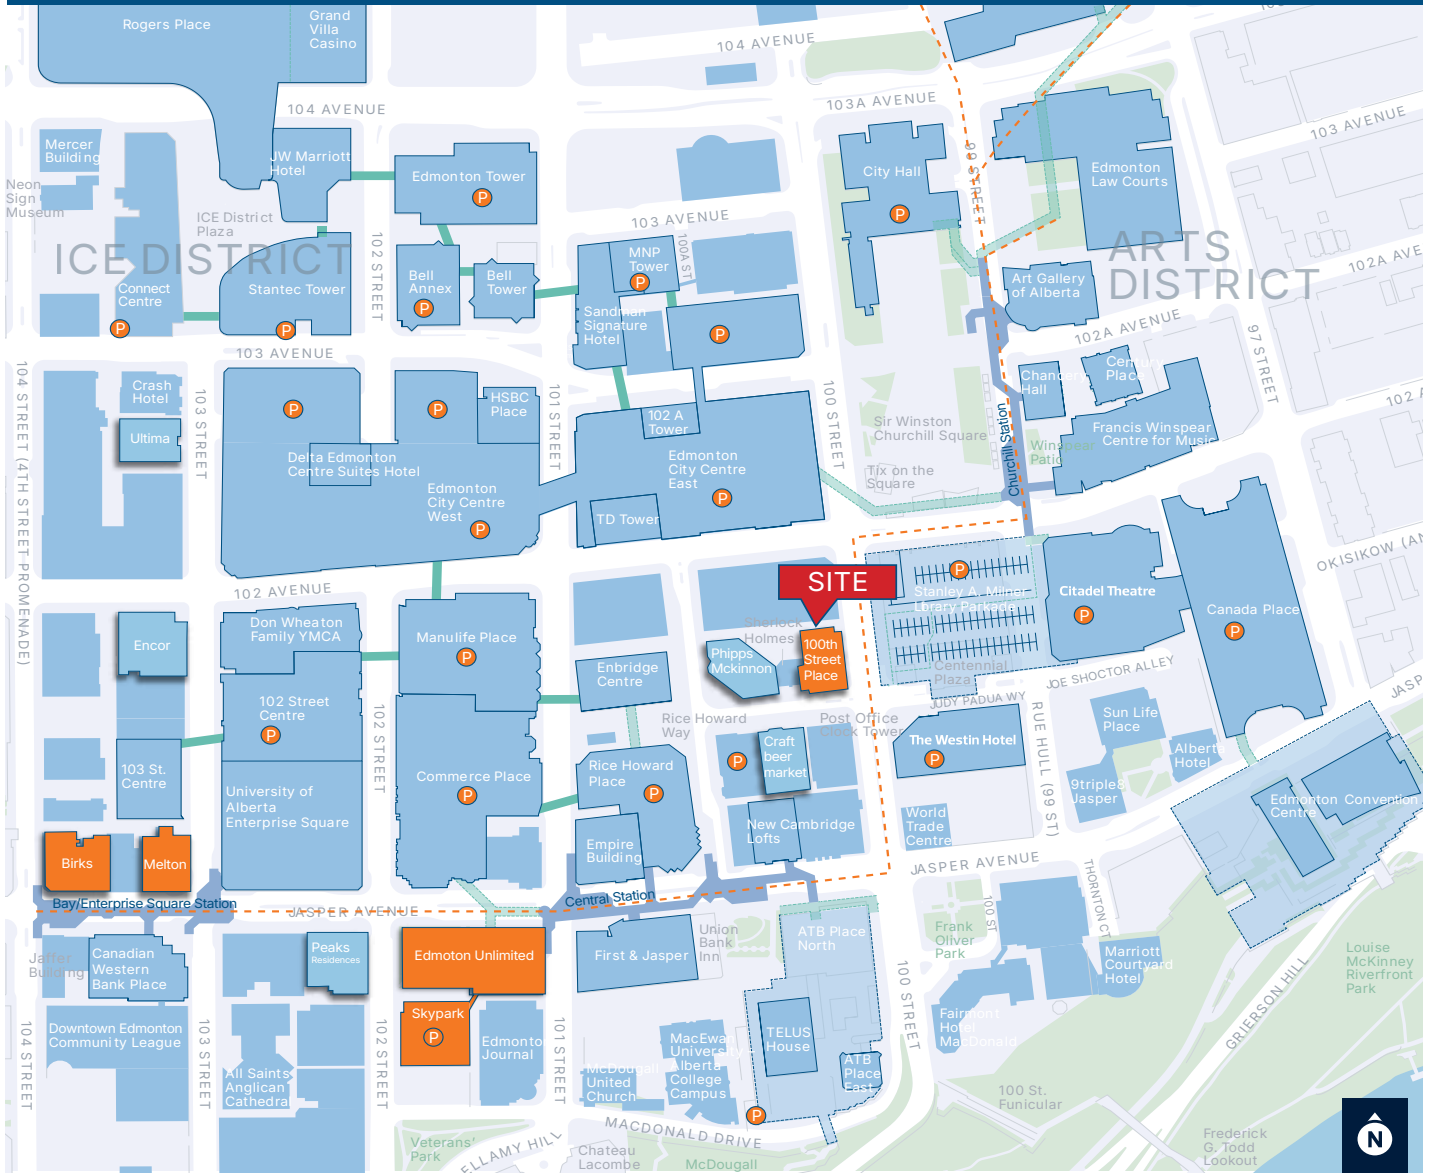 Rogers Place
Grand
Villa
Casino
104 AVENUE
104 AVENUE
103A AVENUE
103 AVENUE
Mercer
Building
JW Marriott
Hotel
Edmonton Tower
P
City Hall
P
99 STREET
Edmonton
Law Courts
Neon
Sign
Museum
ICE District
Plaza
ICE DISTRICT
103 AVENUE
100A ST
ARTS
DISTRICT
102A AVE
102 STREET
MNP
Tower
P
Bell
Annex
P
Bell
Tower
Art Gallery
of Alberta
Connect
Centre
P
Stantec Tower
P
Sandman
Signature
Hotel
P
102A AVENUE
97 STREET
103 AVENUE
104 STREET (4TH STREET PROMENADE)
103 STREET
101 STREET
100 STREET
Crash
Hotel
Ultima
P
P
HSBC
Place
102 A
Tower
Chancery
Hall
Century
Place
102 A
Sir Winston
Churchill Square
Churchill Station
Winspear
Patio
Francis Winspear
Centre for Music
Delta Edmonton
Centre Suites Hotel
Edmonton
City Centre
West
P
Edmonton
City Centre
East
P
Tix on the
Square
TD Tower
OKISIKOW (AN
102 AVENUE
SITE
P
Stanley A. Milner
Lbrary Parkade
Citadel Theatre
P
Canada Place
P
Encor
Don Wheaton
Family YMCA
Manulife Place
P
Sherlock
Holmes
Phipps
Mckinnon
100th
Street
Place
Enbridge
Centre
Centennial
Plaza
JOE SHOCTOR ALLEY
JUDY PADUA WY
JASP
102 Street
Centre
P
102 STREET
Rice Howard
Way
Post Office
Clock Tower
RUE HULL (99 ST)
Sun Life
Place
The Westin Hotel
P
Alberta
Hotel
Craft
beer
market
P
103 St.
Centre
Commerce Place
P
Rice Howard
Place
P
9triple8
Jasper
Edmonton Convention
Centre
University of
Alberta
Enterprise Square
World
Trade
Centre
New Cambridge
Lofts
Empire
Building
Birks
Melton
JASPER AVENUE
THORNTON CT
Bay/Enterprise Square Station
JASPER AVENUE
Central Station
100 ST
Jaffer
Building
Canadian
Western
Bank Place
Peaks
Residences
Edmoton Unlimited
First & Jasper
Union
Bank
Inn
ATB Place
North
Frank
Oliver
Park
Marriott
Courtyard
Hotel
Louise
McKinney
Riverfront
Park
GRIERSON HILL
100 STREET
Skypark
P
Downtown Edmonton
Community League
104 STREET
103 STREET
102 STREET
101 STREET
Edmonto
Journal
MacEwan
University
Alberta
College
Campus
TELUS
House
Fairmont
Hotel
MacDonald
All Saints
Anglican
Cathedral
McDougall
United
Church
ATB
Place
East
P
100 St.
Funicular
MACDONALD DRIVE
Veterans'
Park
ELLAMY HILL
Chateau
Lacombe
McDougall
Frederick
G. Todd
Lookout
N